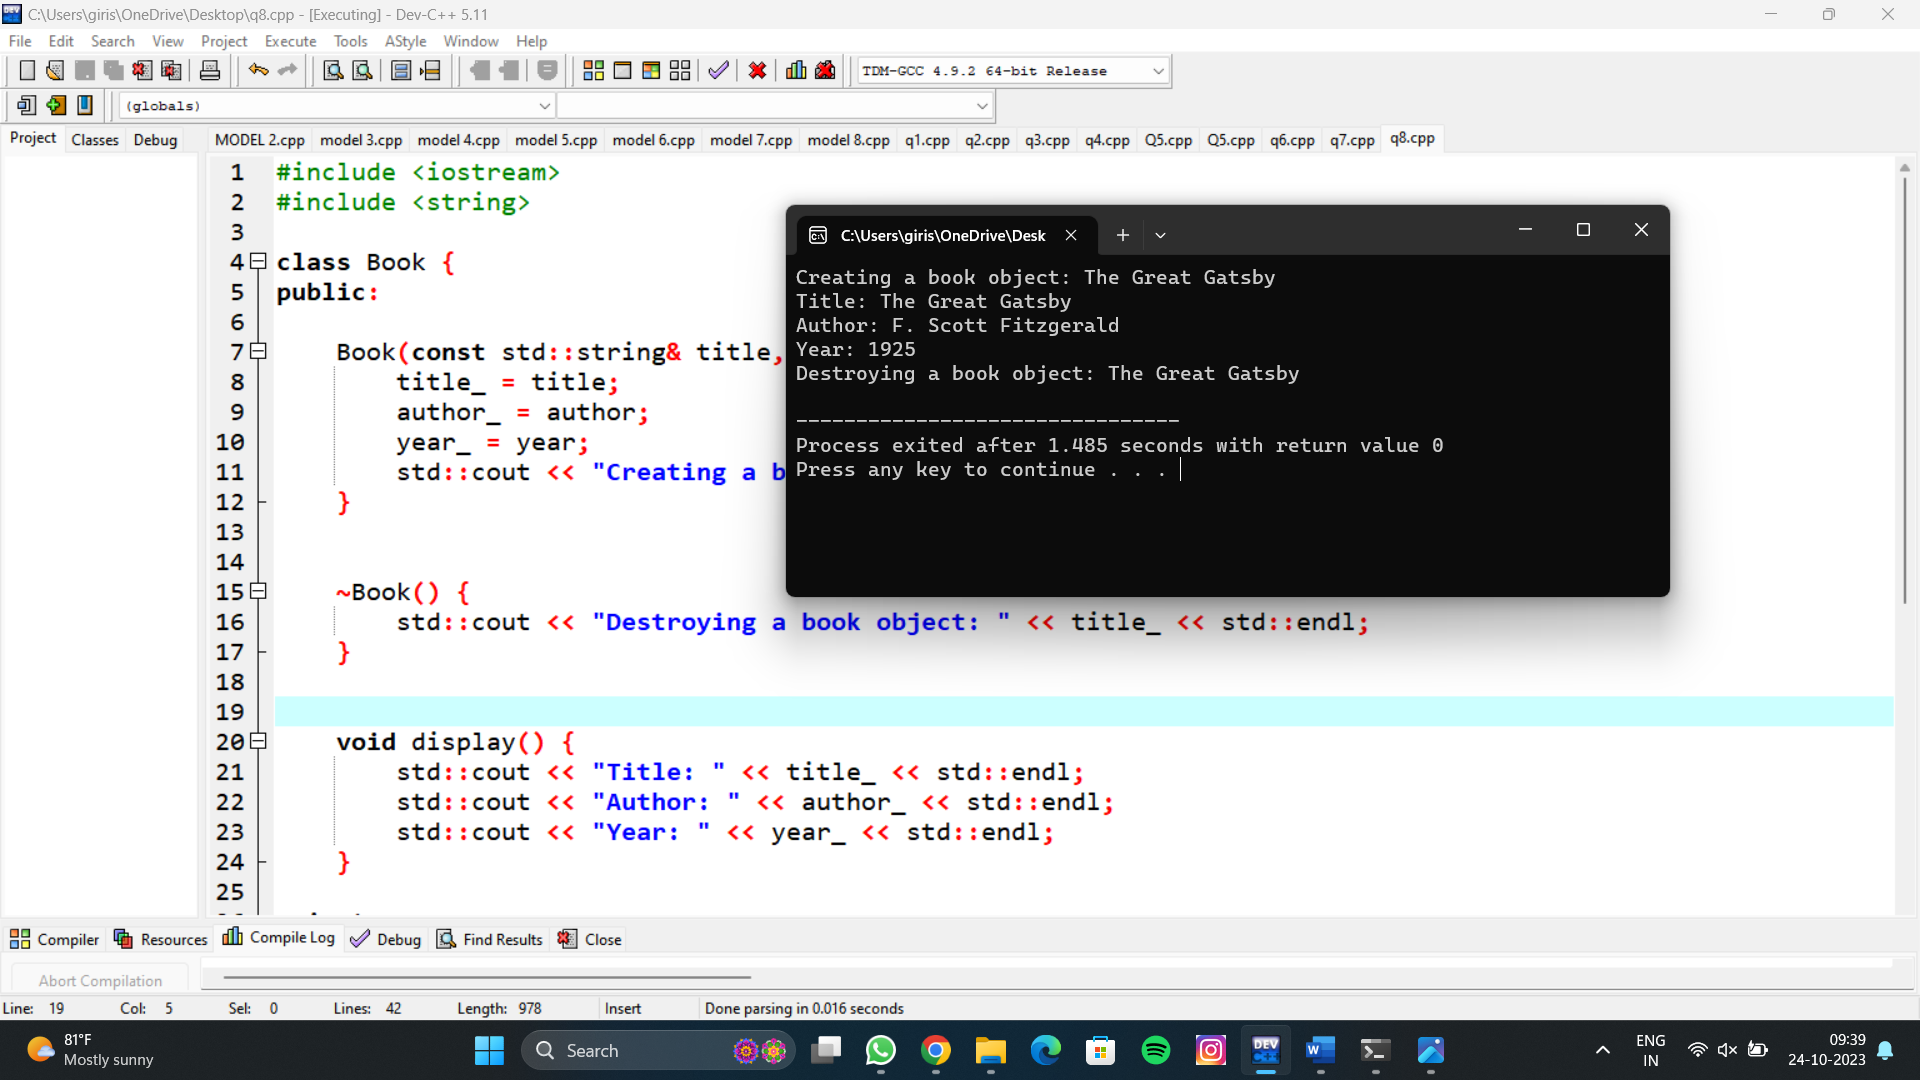 C:\Users\giris\OneDrive\Desktop\q8.cpp - [Executing] - Dev-C++ 5.11
File Edit Search View Project Execute Tools AStyle Window Help
TDM-GCC 4.9.2 64-bit Release
(globals)
Project Classes Debug
MODEL 2.cpp model 3.cpp model 4.cpp model 5.cpp model 6.cpp model 7.cpp model 8.cpp q1.cpp q2.cpp q3.cpp q4.cpp Q5.cpp Q5.cpp q6.cpp q7.cpp q8.cpp
1 #include <iostream>
2 #include <string>
3
4 class Book {
5 public:
6
7 Book(const std::string& title,
8 title_ = title;
9 author_ = author;
10 year_ = year;
11 std::cout << "Creating a b
12 }
13
14
15 ~Book() {
16 std::cout << "Destroying a book object: " << title_ << std::endl;
17 }
18
19
20 void display() {
21 std::cout << "Title: " << title_ << std::endl;
22 std::cout << "Author: " << author_ << std::endl;
23 std::cout << "Year: " << year_ << std::endl;
24 }
25
C:\Users\giris\OneDrive\Desk
Creating a book object: The Great Gatsby
Title: The Great Gatsby
Author: F. Scott Fitzgerald
Year: 1925
Destroying a book object: The Great Gatsby
--------------------------------
Process exited after 1.485 seconds with return value 0
Press any key to continue . . .
Compiler Resources Compile Log Debug Find Results Close
Abort Compilation
Line: 19 Col: 5 Sel: 0 Lines: 42 Length: 978 Insert Done parsing in 0.016 seconds
81°F
Mostly sunny
Search
DEV
C++
W
ENG
IN
09:39
24-10-2023